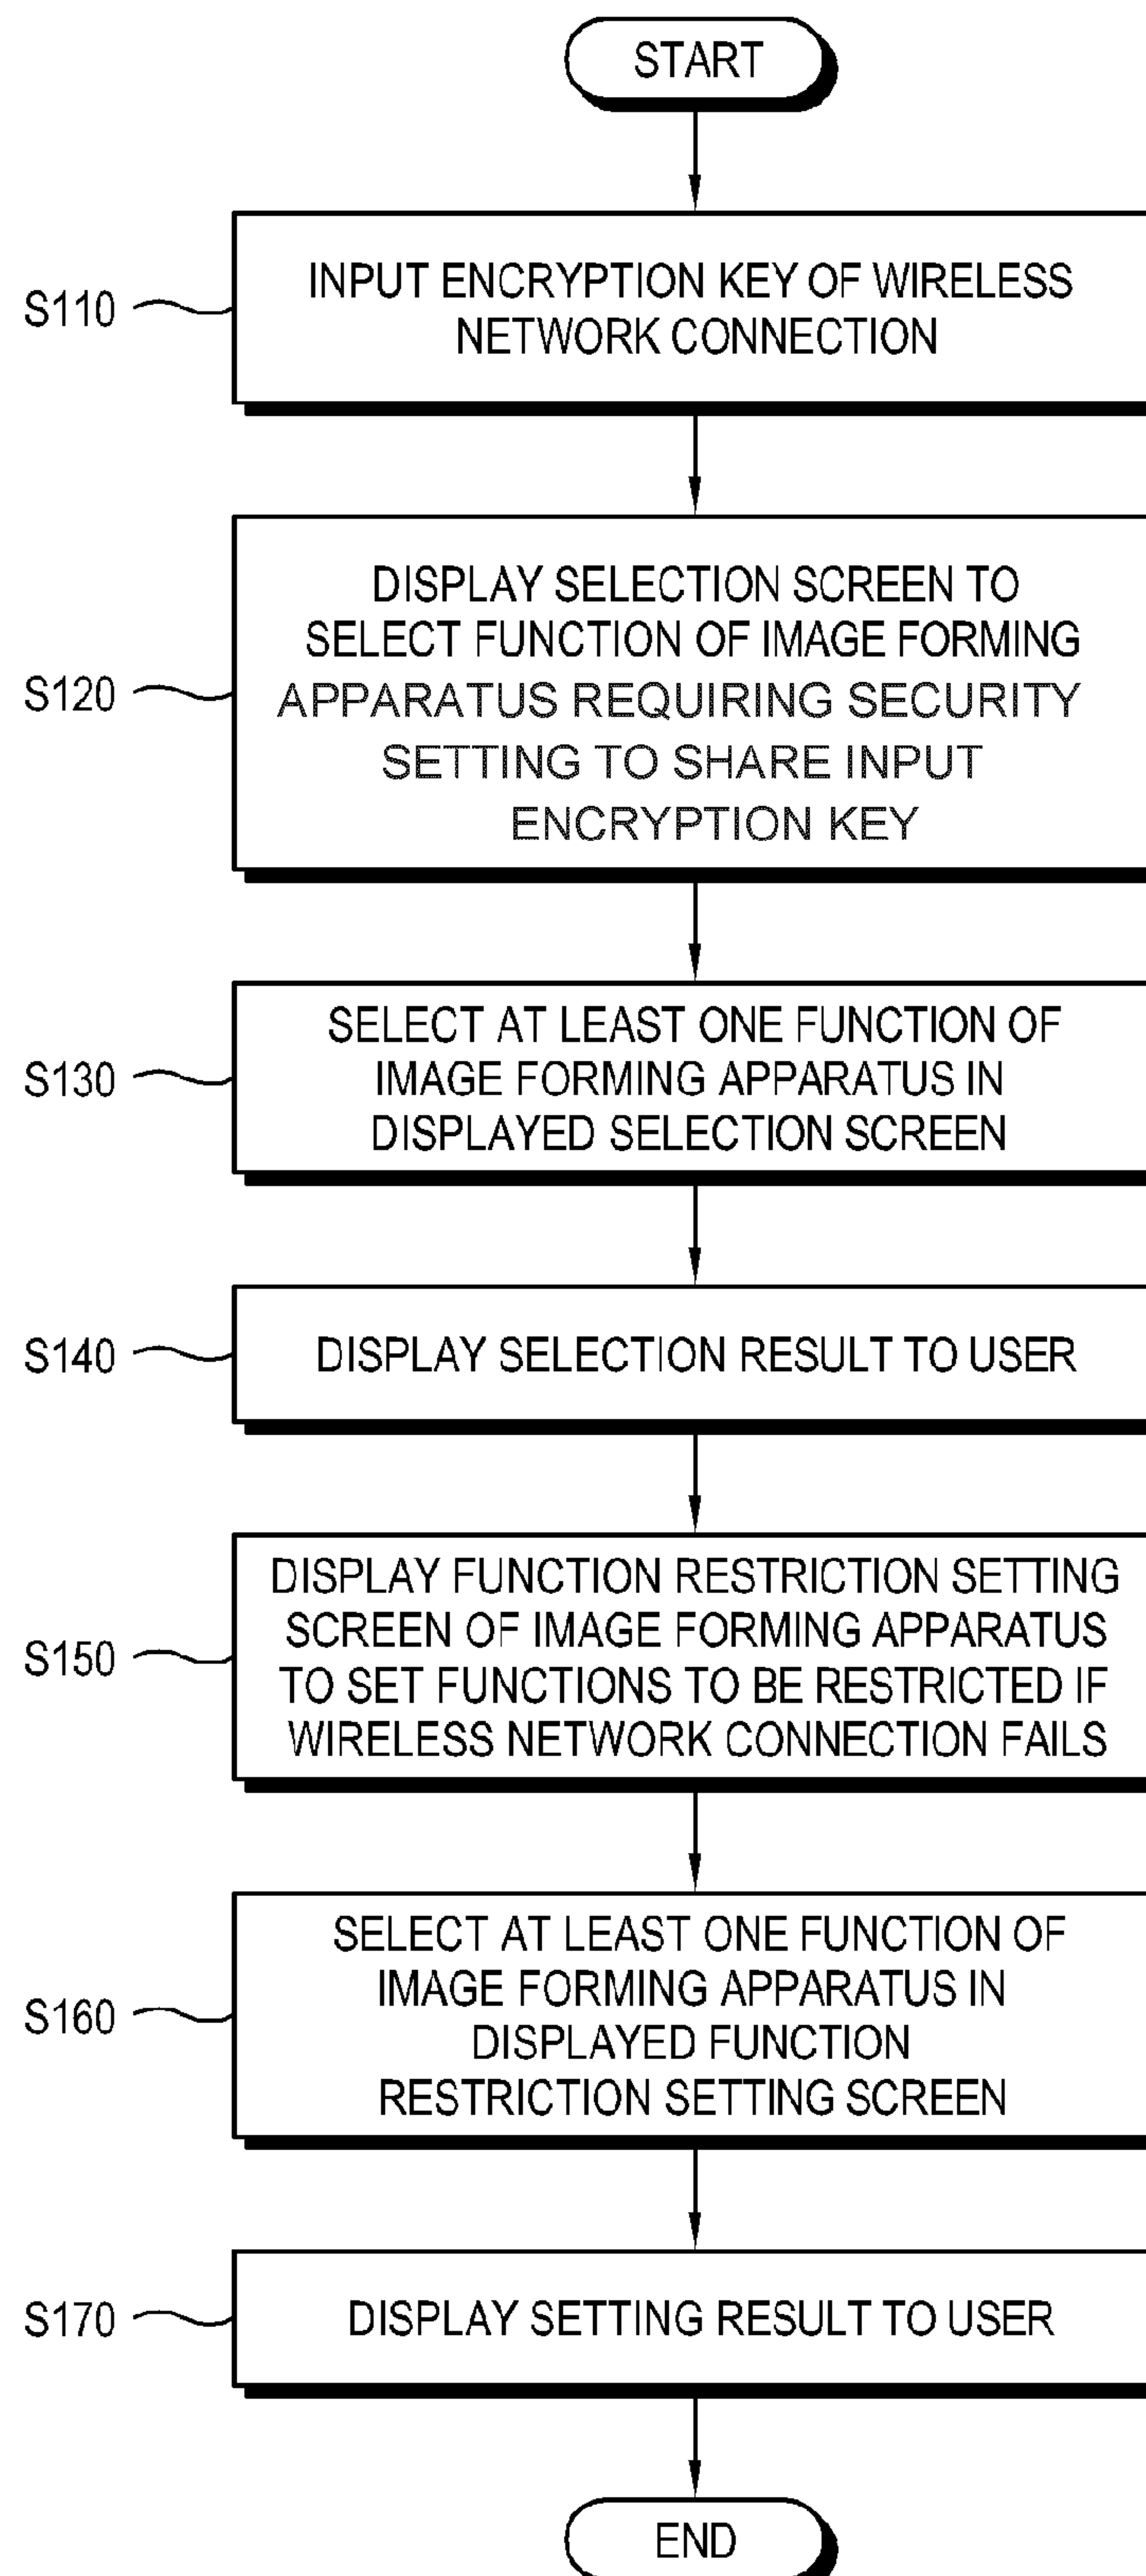 START
INPUT ENCRYPTION KEY OF WIRELESS
NETWORK CONNECTION
S110
DISPLAY SELECTION SCREEN TO
SELECT FUNCTION OF IMAGE FORMING
APPARATUS REQUIRING SECURITY
SETTING TO SHARE INPUT
ENCRYPTION KEY
S120
SELECT AT LEAST ONE FUNCTION OF
IMAGE FORMING APPARATUS IN
DISPLAYED SELECTION SCREEN
S130
DISPLAY SELECTION RESULT TO USER
S140
DISPLAY FUNCTION RESTRICTION SETTING
SCREEN OF IMAGE FORMING APPARATUS
TO SET FUNCTIONS TO BE RESTRICTED IF
WIRELESS NETWORK CONNECTION FAILS
S150
SELECT AT LEAST ONE FUNCTION OF
IMAGE FORMING APPARATUS IN
DISPLAYED FUNCTION
RESTRICTION SETTING SCREEN
S160
DISPLAY SETTING RESULT TO USER
S170
END